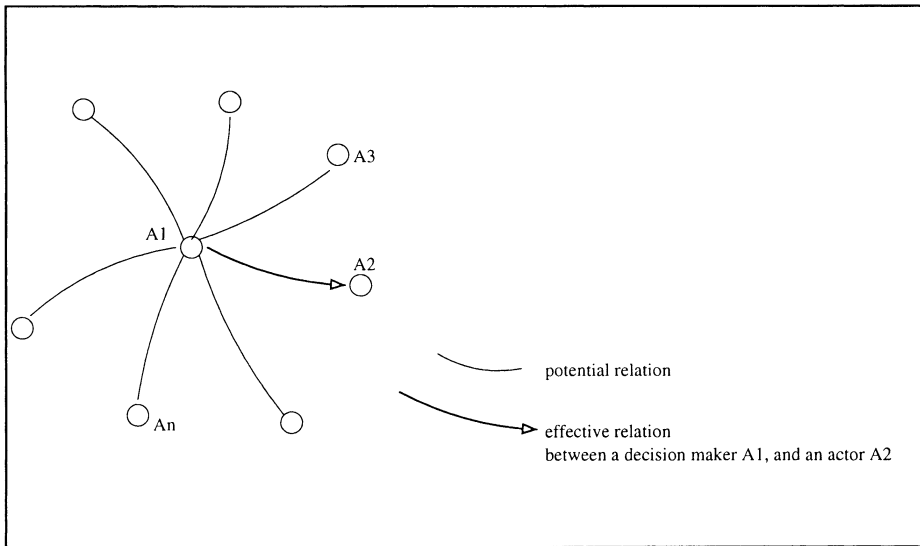 A3
A1
A2
An
potential relation
effective relation
between a decision maker A1, and an actor A2